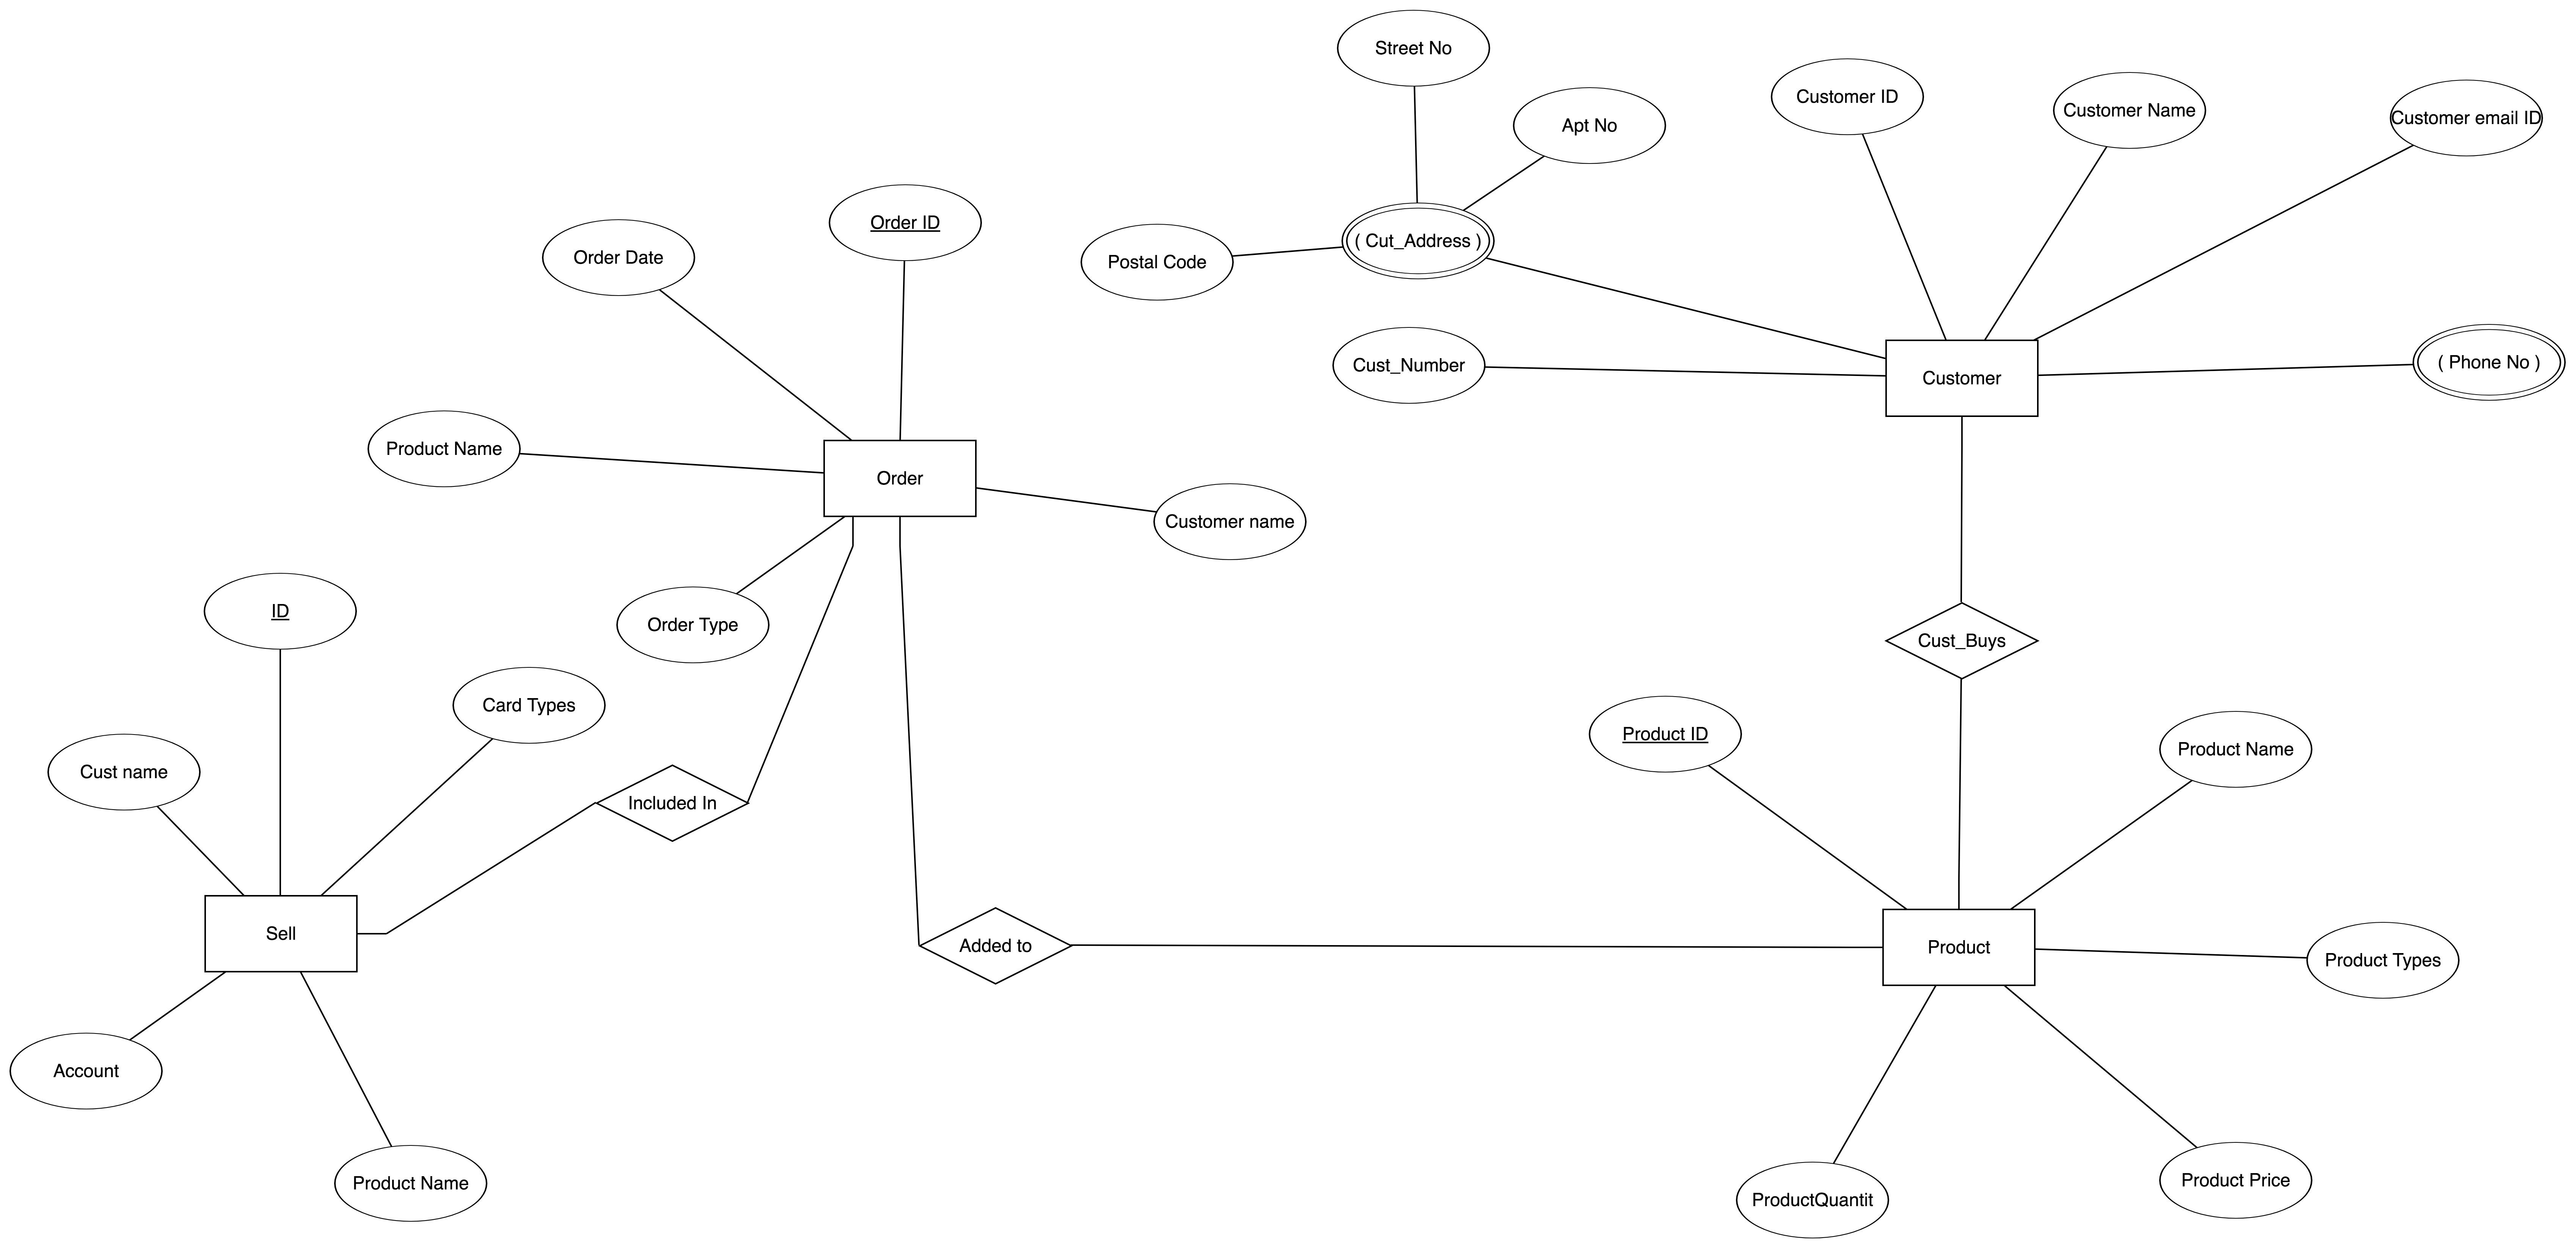 Street No
Customer ID
Customer Name
Customer email ID
Apt No
Order ID
( Cut_Address )
Order Date
Postal Code
( Phone No )
Cust_Number
Customer
Product Name
Order
Customer name
ID
Order Type
Cust_Buys
Card Types
Product ID
Product Name
Cust name
Included In
Sell
Added to
Product
Product Types
Account
Product Name
Product Price
ProductQuantit